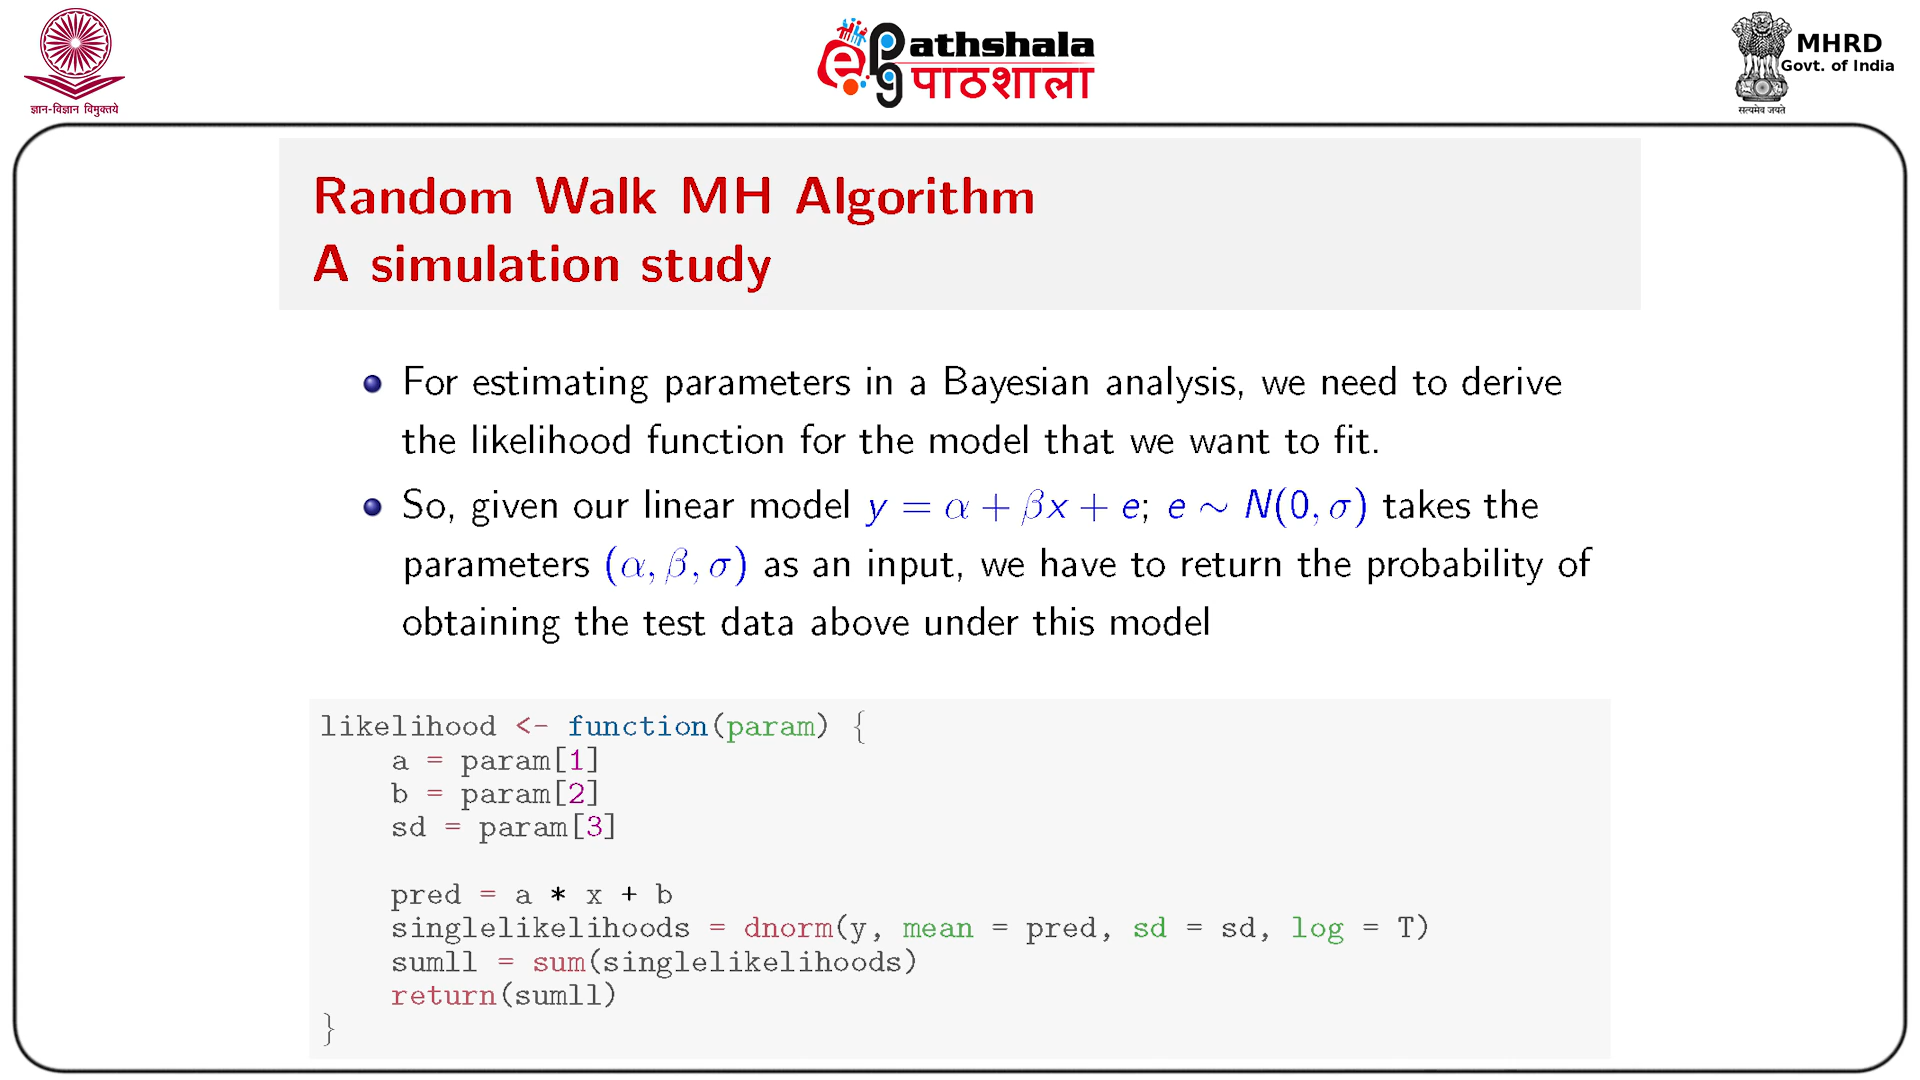 ज्ञान-विज्ञान विमुक्तये
ePg Pathshala
पाठशाला
MHRD
Govt. of India
सत्यमेव जयते
Random Walk MH Algorithm
A simulation study
For estimating parameters in a Bayesian analysis, we need to derive
the likelihood function for the model that we want to fit.
So, given our linear model y = α + βx + e; e ∼ N(0, σ) takes the
parameters (α, β, σ) as an input, we have to return the probability of
obtaining the test data above under this model
likelihood <- function(param) {
    a = param[1]
    b = param[2]
    sd = param[3]
    pred = a * x + b
    singlelikelihoods = dnorm(y, mean = pred, sd = sd, log = T)
    sumll = sum(singlelikelihoods)
    return(sumll)
}